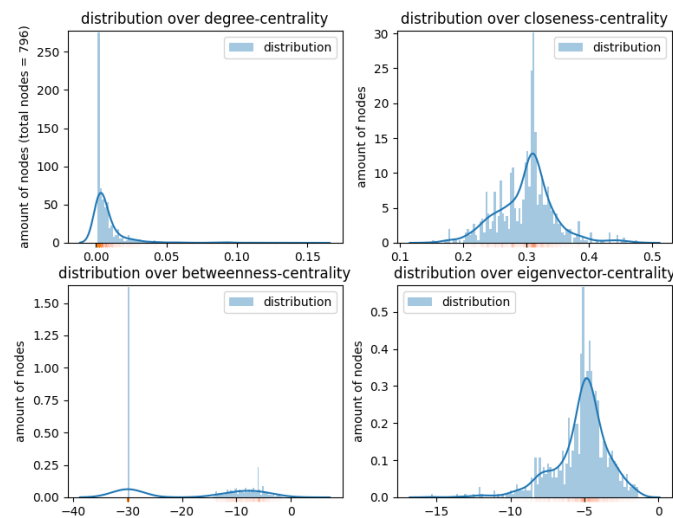 distribution over degree-centrality
amount of nodes (total nodes = 796)
250
200
150
100
50
0
0.00 0.05 0.10 0.15
distribution
distribution over closeness-centrality
amount of nodes
30
25
20
15
10
5
0
0.1 0.2 0.3 0.4 0.5
distribution
distribution over betweenness-centrality
amount of nodes
1.50
1.25
1.00
0.75
0.50
0.25
0.00
-40 -30 -20 -10 0
distribution
distribution over eigenvector-centrality
amount of nodes
0.5
0.4
0.3
0.2
0.1
0.0
-15 -10 -5 0
distribution